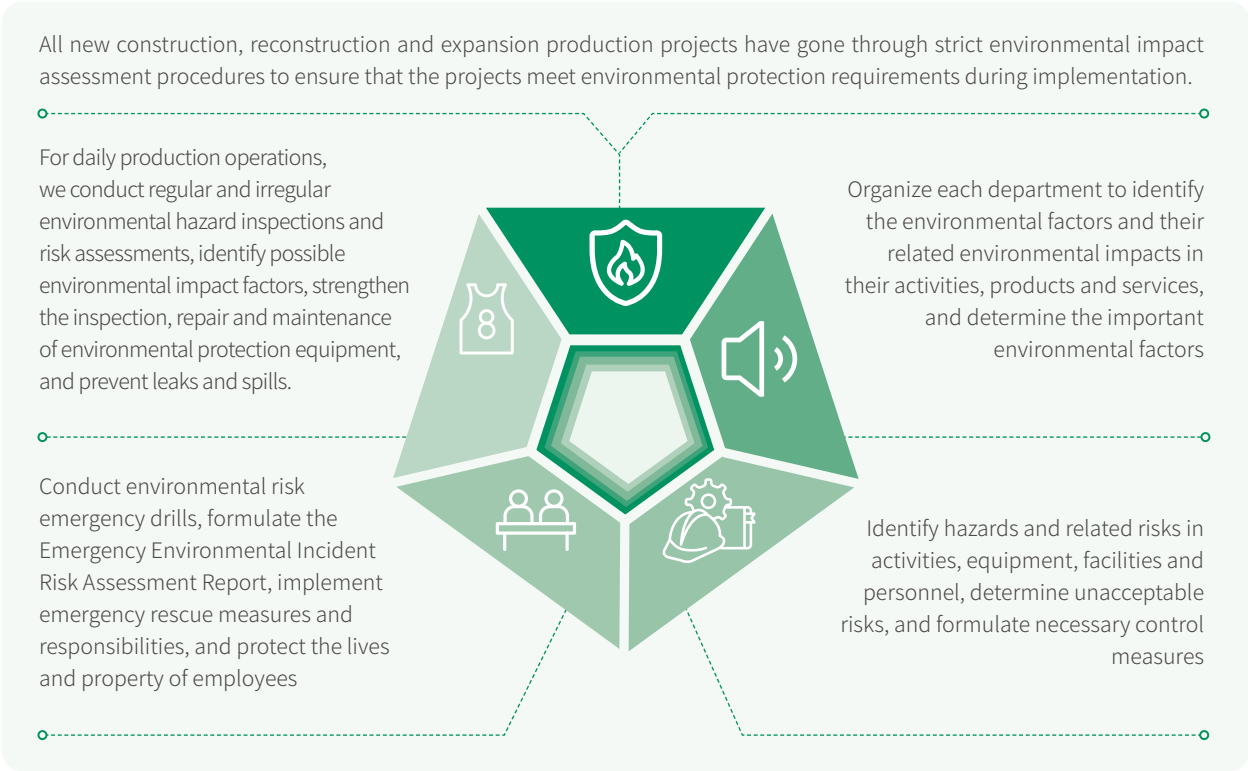 All new construction, reconstruction and expansion production projects have gone through strict environmental impact
assessment procedures to ensure that the projects meet environmental protection requirements during implementation.
For daily production operations,
we conduct regular and irregular
environmental hazard inspections and
risk assessments, identify possible
environmental impact factors, strengthen
the inspection, repair and maintenance
of environmental protection equipment,
and prevent leaks and spills.
Organize each department to identify
the environmental factors and their
related environmental impacts in
their activities, products and services,
and determine the important
environmental factors
8
Conduct environmental risk
emergency drills, formulate the
Emergency Environmental Incident
Risk Assessment Report, implement
emergency rescue measures and
responsibilities, and protect the lives
and property of employees
Identify hazards and related risks in
activities, equipment, facilities and
personnel, determine unacceptable
risks, and formulate necessary control
measures